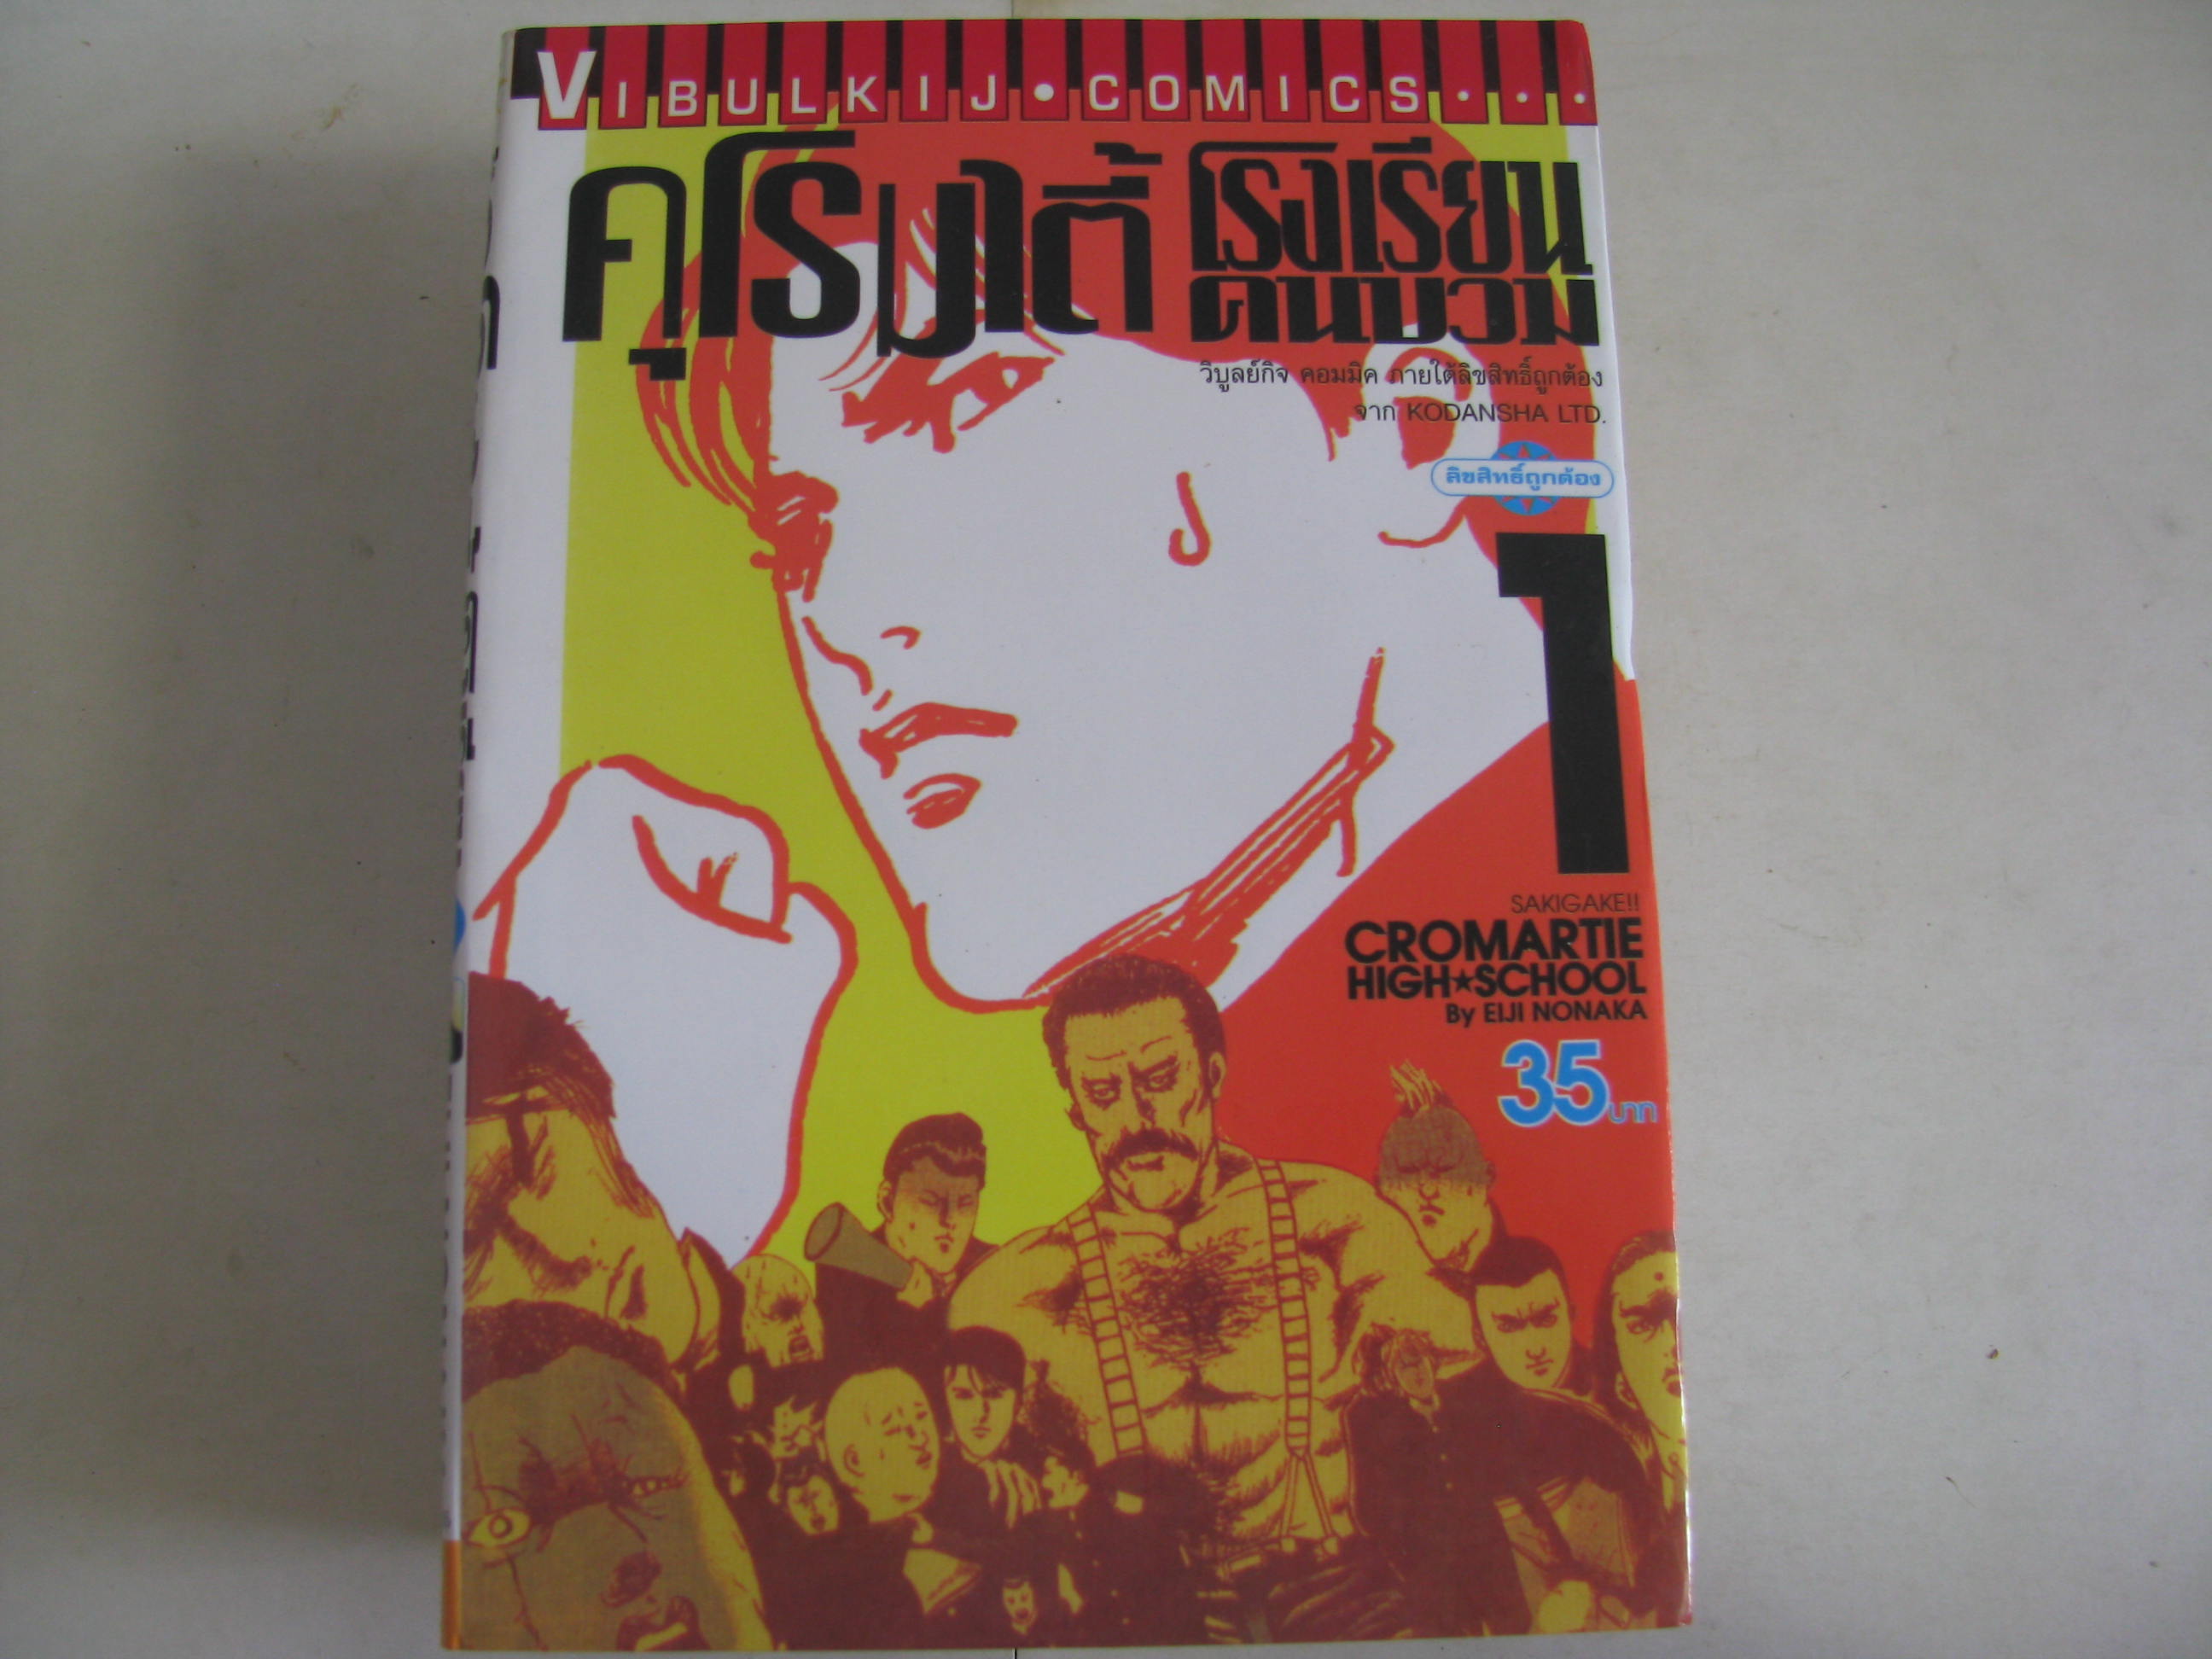 VIBULKIJ•COMICS...
คุโรมาตี้ โรงเรียน
คนบวม
วิบูลย์กิจ คอมมิค ภายใต้ลิขสิทธิ์ถูกต้อง
จาก KODANSHA LTD.
ลิขสิทธิ์ถูกต้อง
1
SAKIGAKE!!
CROMARTIE
HIGH★SCHOOL
By EIJI NONAKA
35บาท